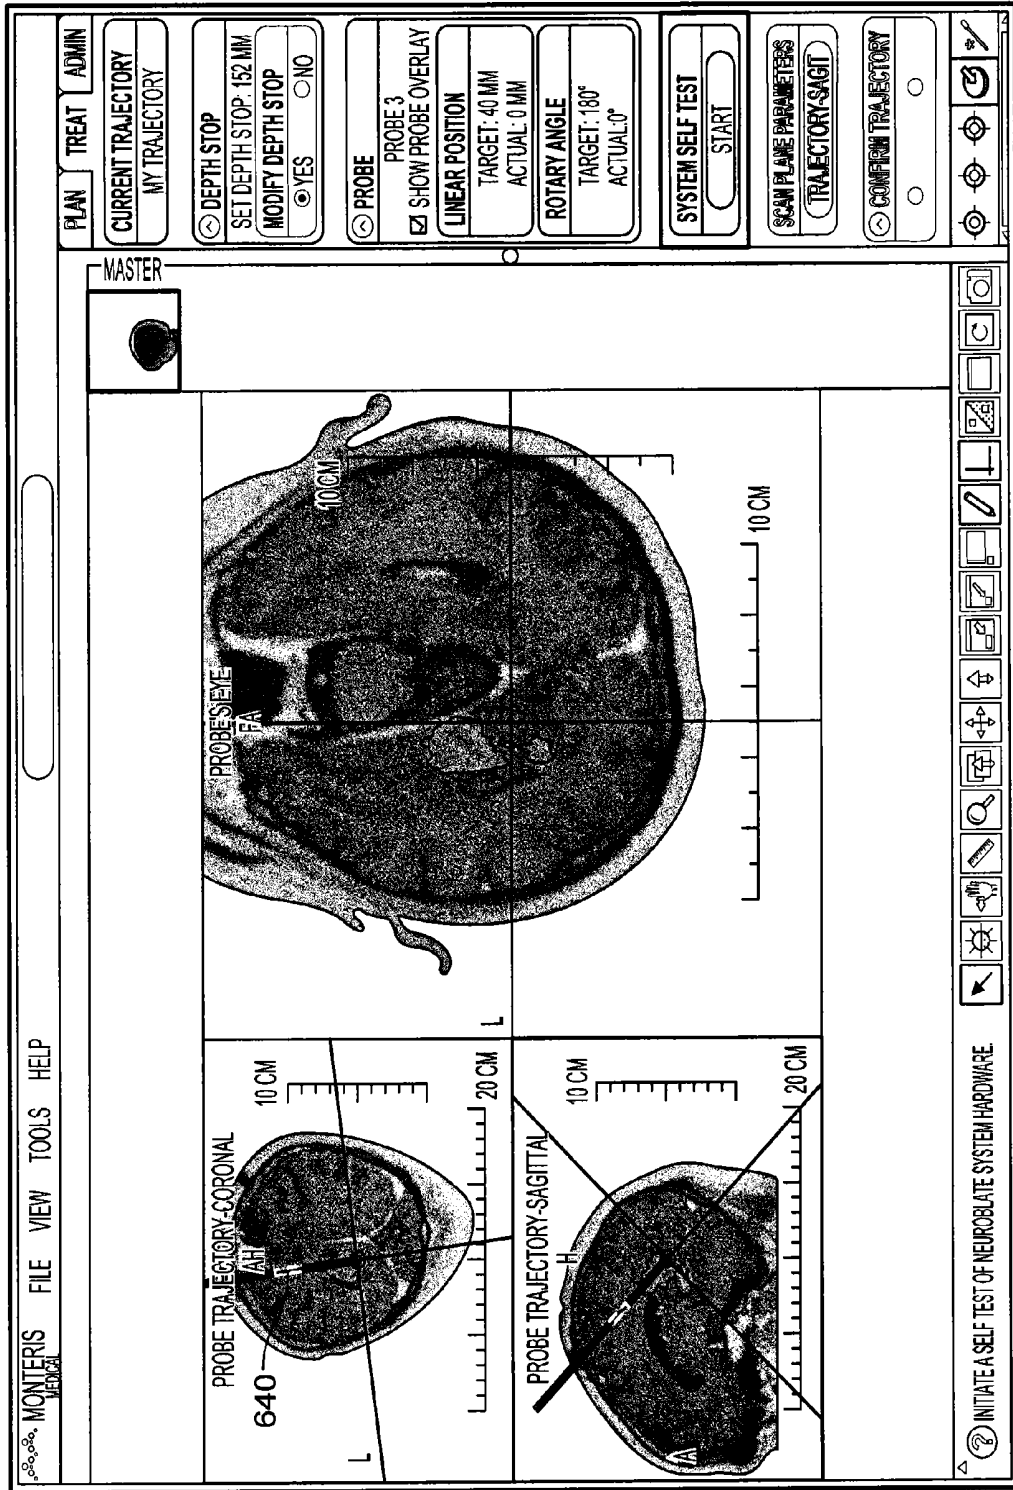 MONTERIS
MEDICAL
FILE VIEW TOOLS HELP
PLAN TREAT ADMIN
CURRENT TRAJECTORY
MY TRAJECTORY
DEPTH STOP
SET DEPTH STOP: 152 MM
MODIFY DEPTH STOP
YES NO
PROBE
PROBE 3
SHOW PROBE OVERLAY
LINEAR POSITION
TARGET: 40 MM
ACTUAL: 0 MM
ROTARY ANGLE
TARGET: 180°
ACTUAL:0°
SYSTEM SELF TEST
START
SCAN PLANE PARAMETERS
TRAJECTORY-SAGIT
CONFIRM TRAJECTORY
MASTER
PROBE TRAJECTORY-CORONAL
640
AH
L
10 CM
20 CM
PROBE TRAJECTORY-SAGITTAL
H
A
10 CM
20 CM
PROBE'S EYE
FA
L
10 CM
10 CM
? INITIATE A SELF TEST OF NEUROBLATE SYSTEM HARDWARE.